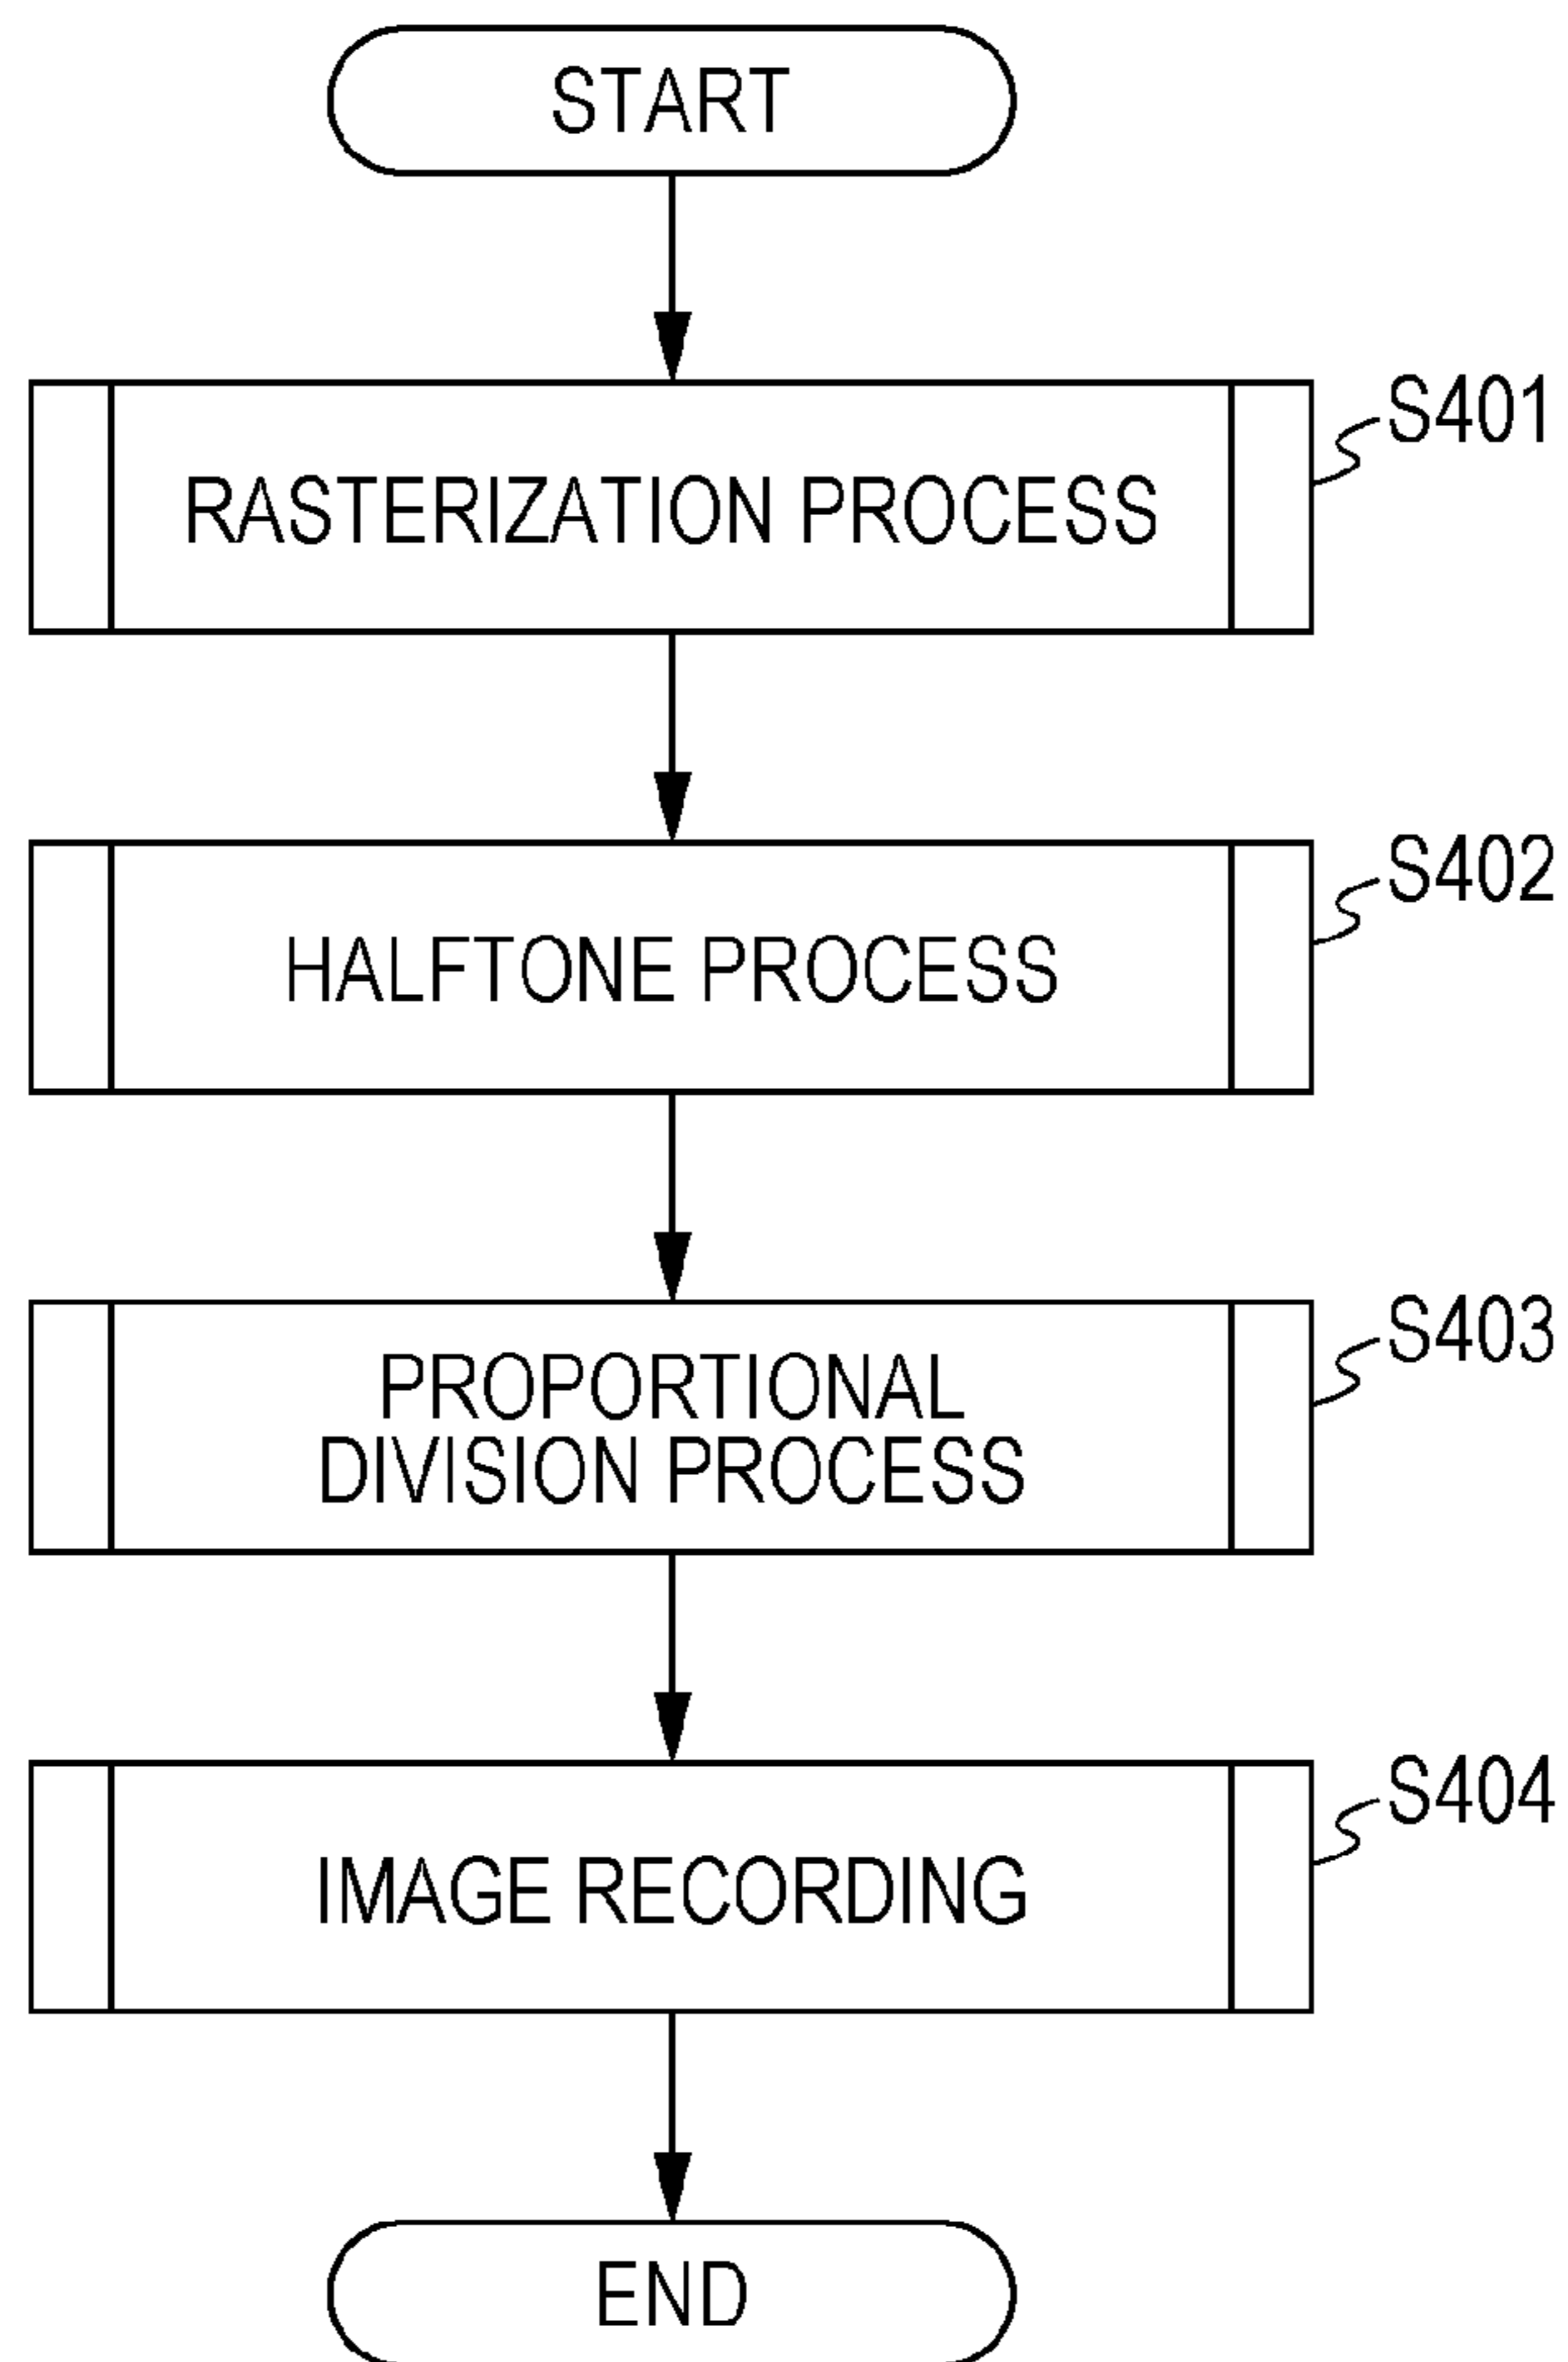 START
S401
RASTERIZATION PROCESS
S402
HALFTONE PROCESS
S403
PROPORTIONAL
DIVISION PROCESS
S404
IMAGE RECORDING
END